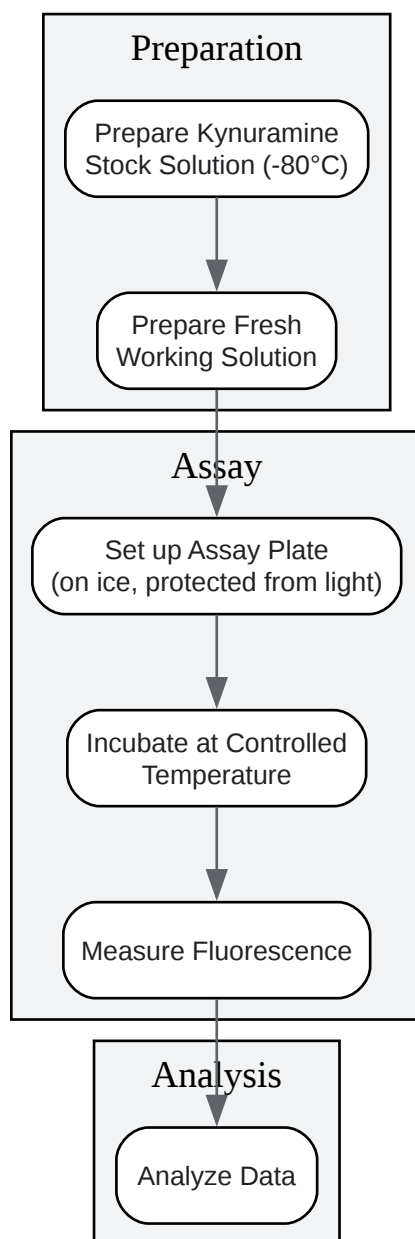 Preparation
Prepare Kynuramine
Stock Solution (-80°C)
Prepare Fresh
Working Solution
Assay
Set up Assay Plate
(on ice, protected from light)
Incubate at Controlled
Temperature
Measure Fluorescence
Analysis
Analyze Data